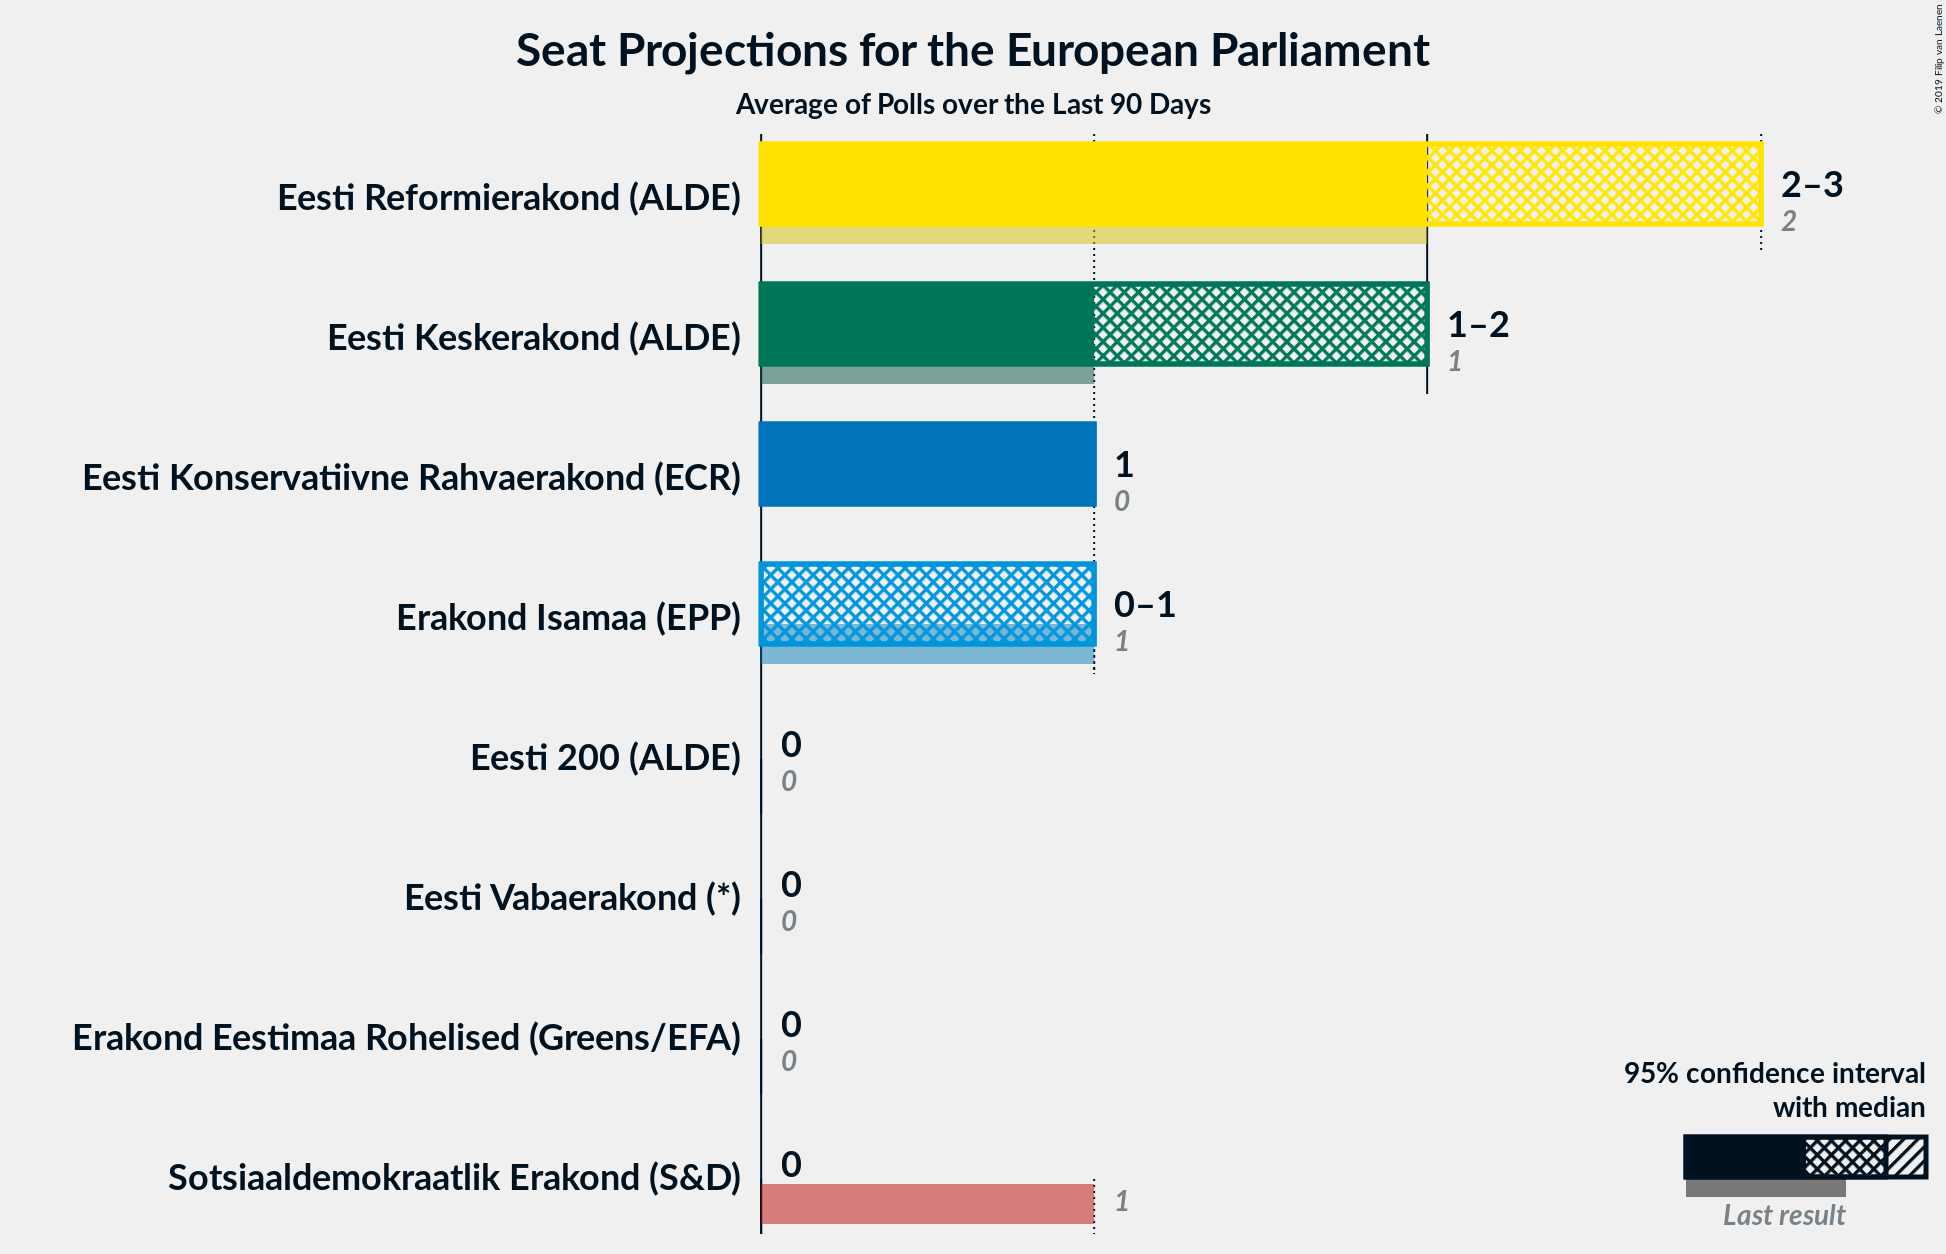 Seat Projections for the European Parliament
Average of Polls over the Last 90 Days
© 2019 Filip van Laenen
Eesti Reformierakond (ALDE)
2–3
2
Eesti Keskerakond (ALDE)
1–2
1
Eesti Konservatiivne Rahvaerakond (ECR)
1
0
Erakond Isamaa (EPP)
0–1
1
Eesti 200 (ALDE)
0
0
Eesti Vabaerakond (*)
0
0
Erakond Eestimaa Rohelised (Greens/EFA)
0
0
Sotsiaaldemokraatlik Erakond (S&D)
0
1
95% confidence interval
with median
Last result